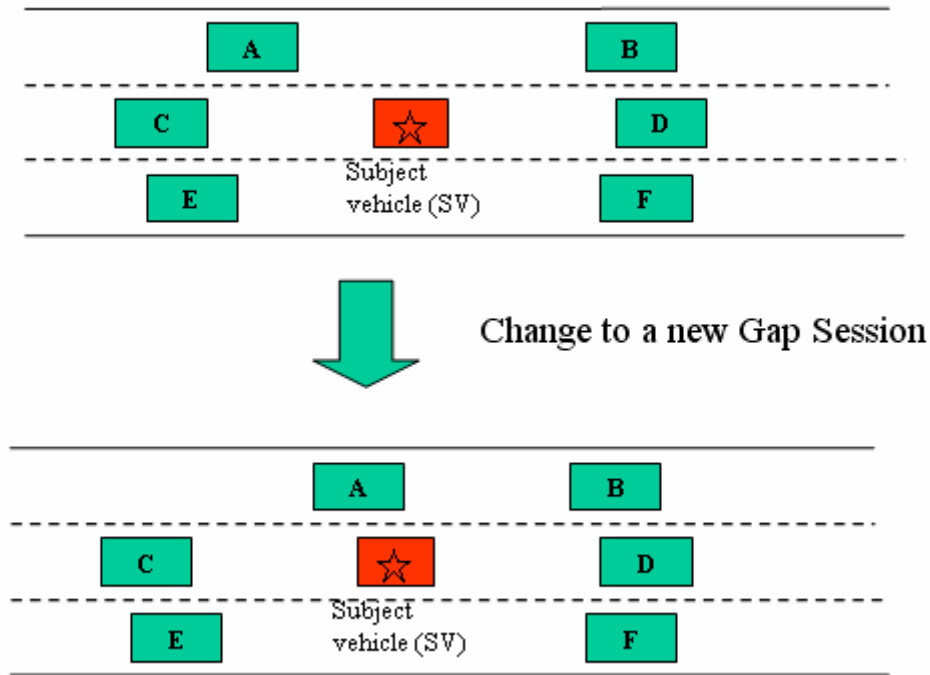 A B
C D
Subject
vehicle (SV)
E F
Change to a new Gap Session
A B
C D
Subject
vehicle (SV)
E F